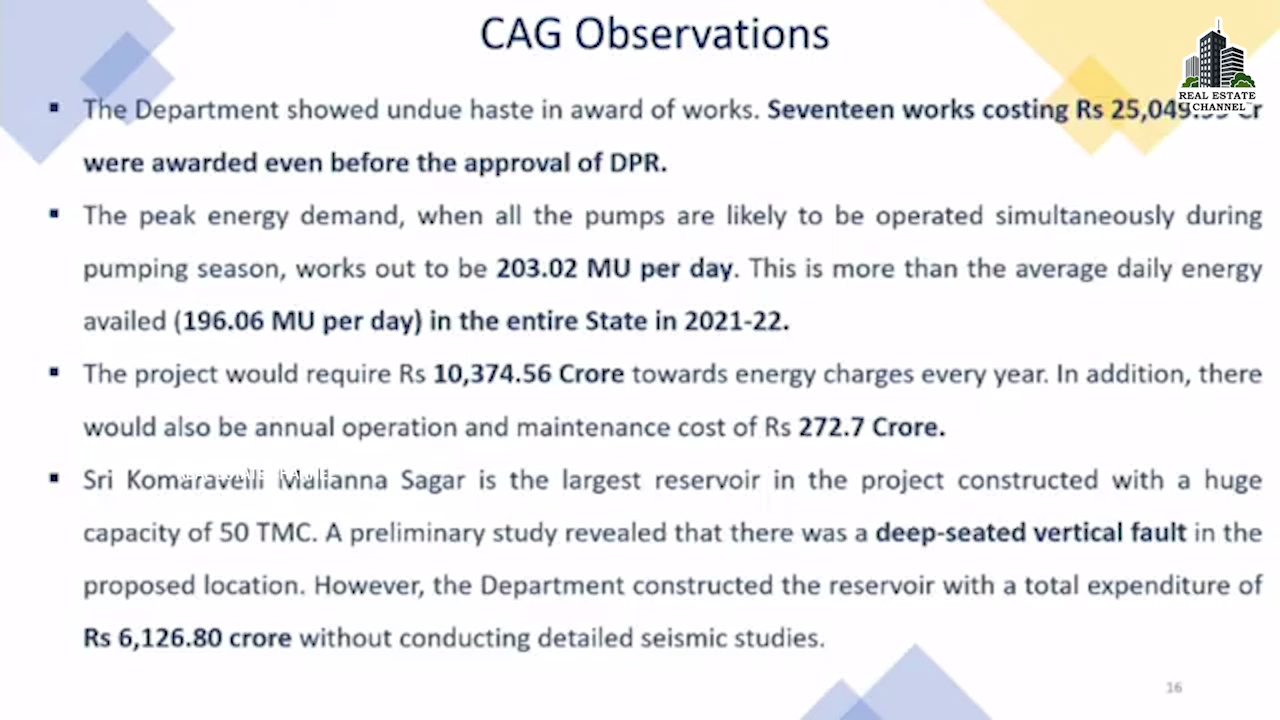 CAG Observations
REAL ESTATE
CHANNEL
▪ The Department showed undue haste in award of works. Seventeen works costing Rs
were awarded even before the approval of DPR.
▪ The peak energy demand, when all the pumps are likely to be operated simultaneously during
pumping season, works out to be 203.02 MU per day. This is more than the average daily energy
availed (196.06 MU per day) in the entire State in 2021-22.
▪ The project would require Rs 10,374.56 Crore towards energy charges every year. In addition, there
would also be annual operation and maintenance cost of Rs 272.7 Crore.
▪ Sri Komaravelli Mallanna Sagar is the largest reservoir in the project constructed with a huge
capacity of 50 TMC. A preliminary study revealed that there was a deep-seated vertical fault in the
proposed location. However, the Department constructed the reservoir with a total expenditure of
Rs 6,126.80 crore without conducting detailed seismic studies.
16